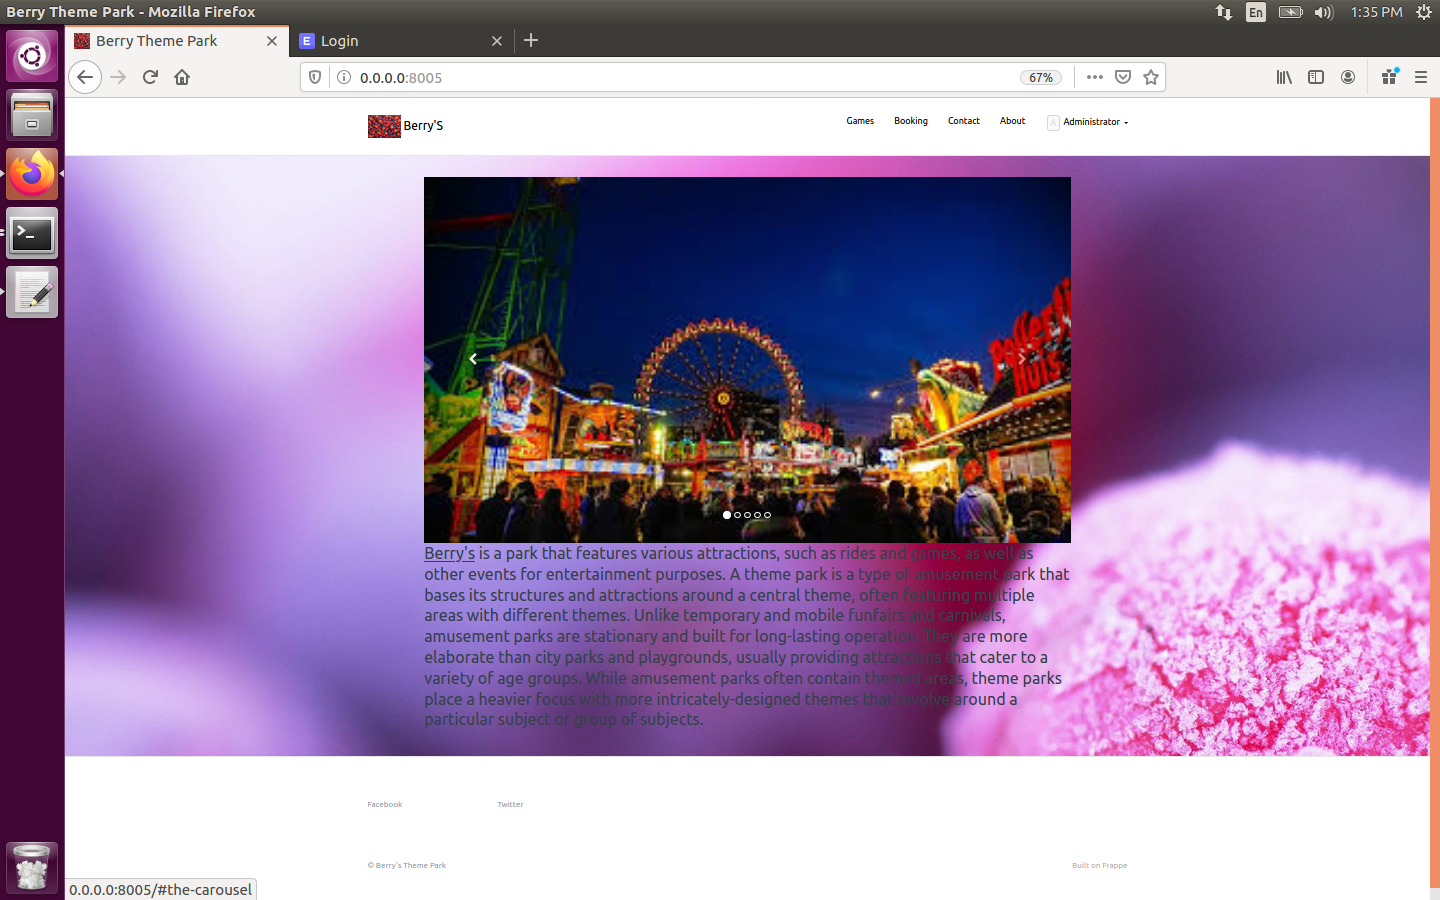 Berry Theme Park - Mozilla Firefox
En
1:35 PM
Berry Theme Park
E
Login
0.0.0.0:8005
67%
Berry'S
Games
Booking
Contact
About
A
Administrator
Berry's is a park that features various attractions, such as rides and games, as well as
other events for entertainment purposes. A theme park is a type of amusement park that
bases its structures and attractions around a central theme, often featuring multiple
areas with different themes. Unlike temporary and mobile funfairs and carnivals,
amusement parks are stationary and built for long-lasting operation. They are more
elaborate than city parks and playgrounds, usually providing attractions that cater to a
variety of age groups. While amusement parks often contain themed areas, theme parks
place a heavier focus with more intricately-designed themes that revolve around a
particular subject or group of subjects.
Facebook
Twitter
© Berry's Theme Park
Built on Frappe
0.0.0.0:8005/#the-carousel